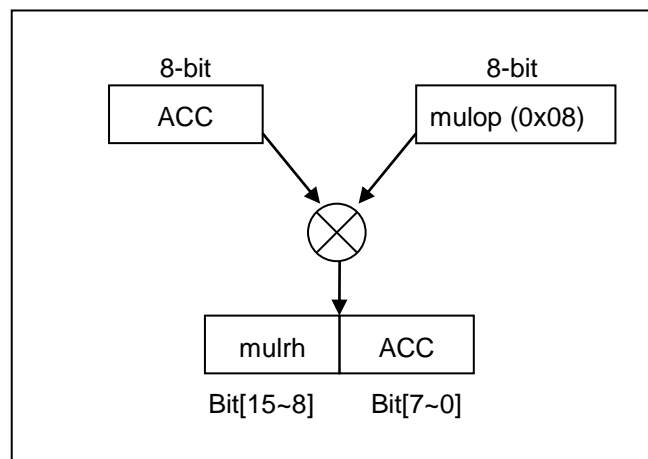 8-bit 8-bit
ACC mulop (0x08)
mulrh ACC
Bit[15~8] Bit[7~0]